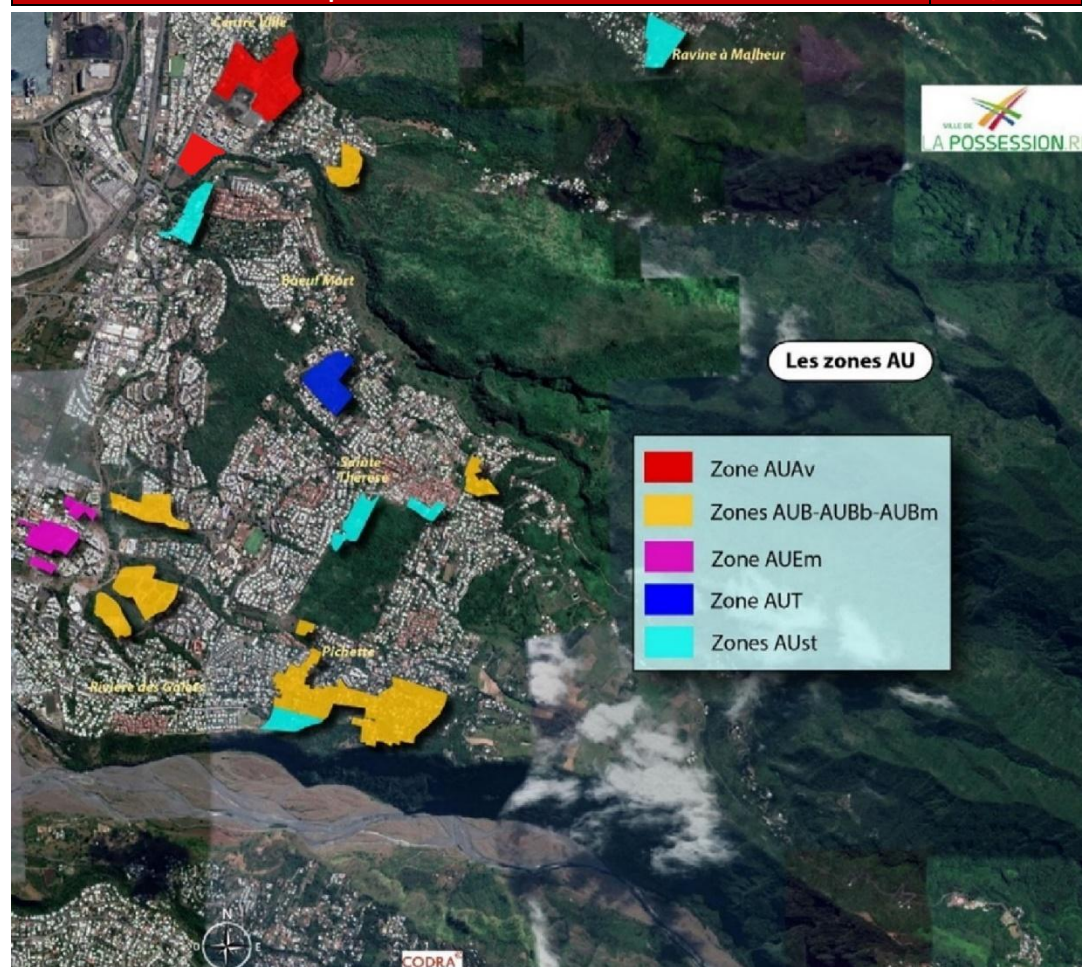 Centre Ville
Ravine à Malheur
VILLE DE
LA POSSESSION.R
Boeuf Mort
Les zones AU
Sainte
Thérèse
Zone AUAv
Zones AUB-AUBb-AUBm
Zone AUEm
Zone AUT
Zones AUst
Pichette
Rivière des Galets
N
E
CODRA